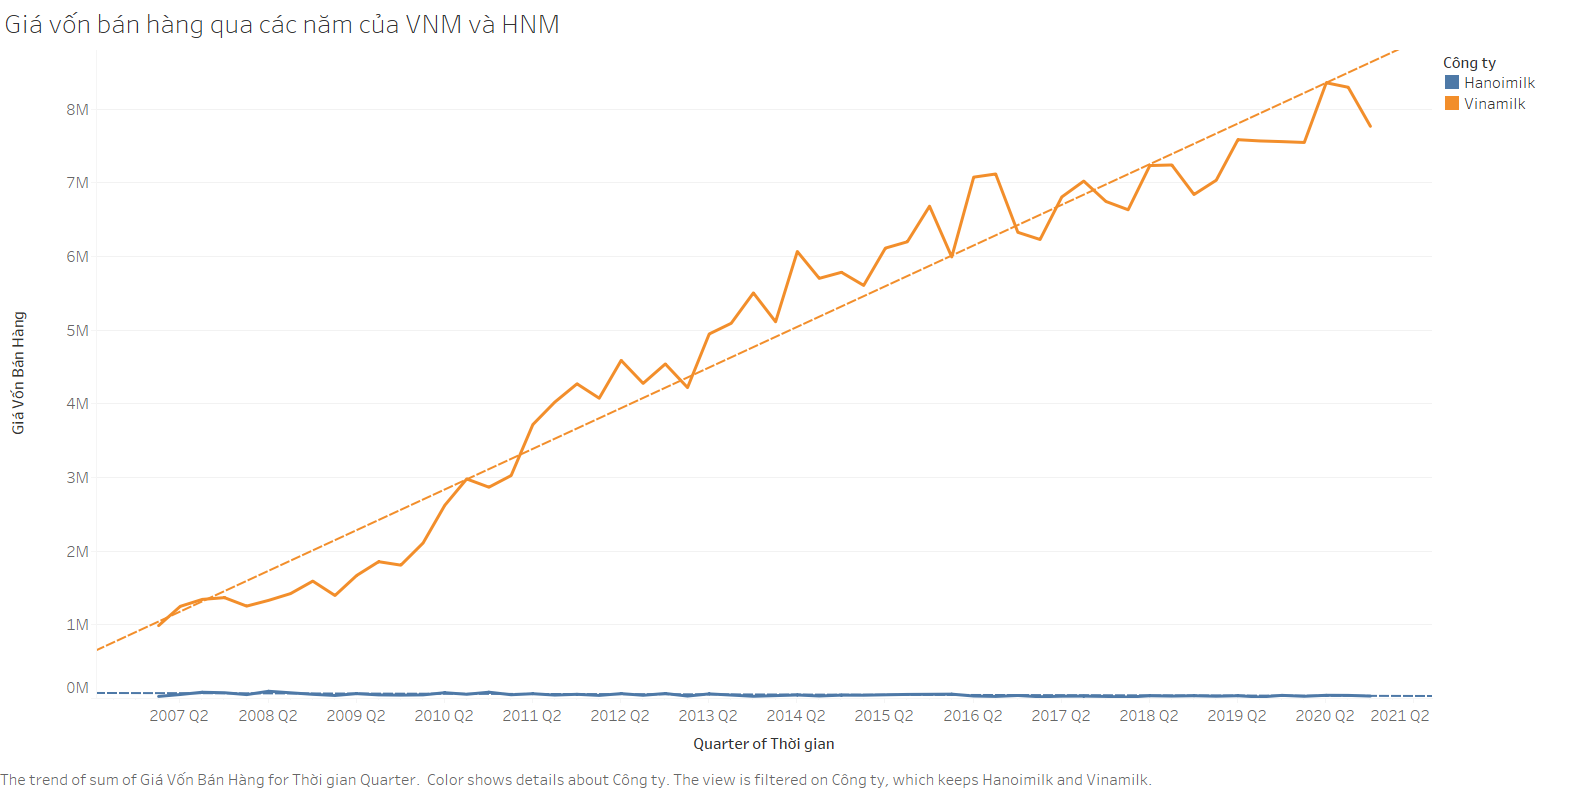 Giá vốn bán hàng qua các năm của VNM và HNM
Công ty
Hanoimilk
Vinamilk
8M
7M
6M
5M
4M
3M
2M
1M
0M
Giá Vốn Bán Hàng
2007 Q2 2008 Q2 2009 Q2 2010 Q2 2011 Q2 2012 Q2 2013 Q2 2014 Q2 2015 Q2 2016 Q2 2017 Q2 2018 Q2 2019 Q2 2020 Q2 2021 Q2
Quarter of Thời gian
The trend of sum of Giá Vốn Bán Hàng for Thời gian Quarter. Color shows details about Công ty. The view is filtered on Công ty, which keeps Hanoimilk and Vinamilk.